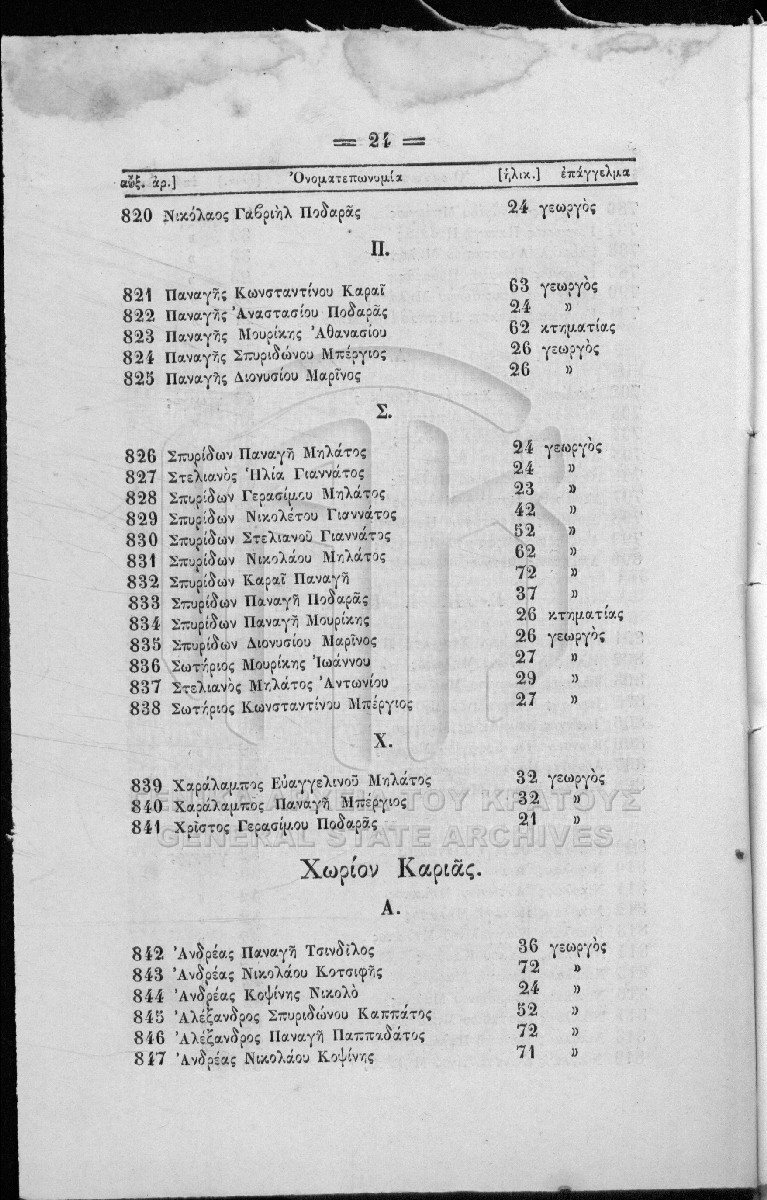 = 24 =
αὔξ. ἀρ.] Ὀνοματεπωνυμία [ἡλικ.] ἐπάγγελμα
820 Νικόλαος Γαβριὴλ Ποδαρᾶς 24 γεωργὸς
Π.
821 Παναγῆς Κωνσταντίνου Καραῒ 63 γεωργὸς
822 Παναγῆς Ἀναστασίου Ποδαρᾶς 24 »
823 Παναγῆς Μουρίκης Ἀθανασίου 62 κτηματίας
824 Παναγῆς Σπυριδώνου Μπέργιος 26 γεωργὸς
825 Παναγῆς Διονυσίου Μαρῖνος 26 »
Σ.
826 Σπυρίδων Παναγῆ Μηλάτος 24 γεωργὸς
827 Στελιανὸς Ἠλία Γιαννάτος 24 »
828 Σπυρίδων Γερασίμου Μηλάτος 23 »
829 Σπυρίδων Νικολέτου Γιαννάτος 42 »
830 Σπυρίδων Στελιανοῦ Γιαννάτος 52 »
831 Σπυρίδων Νικολάου Μηλάτος 62 »
832 Σπυρίδων Καραῒ Παναγῆ 72 »
833 Σπυρίδων Παναγῆ Ποδαρᾶς 37 »
834 Σπυρίδων Παναγῆ Μουρίκης 26 κτηματίας
835 Σπυρίδων Διονυσίου Μαρῖνος 26 γεωργὸς
836 Σωτήριος Μουρίκης Ἰωάννου 27 »
837 Στελιανὸς Μηλάτος Ἀντωνίου 29 »
838 Σωτήριος Κωνσταντίνου Μπέργιος 27 »
Χ.
839 Χαράλαμπος Εὐαγγελινοῦ Μηλάτος 32 γεωργὸς
840 Χαράλαμπος Παναγῆ Μπέργιος 32 »
841 Χρῖστος Γερασίμου Ποδαρᾶς 21 »
Χωρίον Καριᾶς.
Α.
842 Ἀνδρέας Παναγῆ Τσινδῖλος 36 γεωργὸς
843 Ἀνδρέας Νικολάου Κοτσιφῆς 72 »
844 Ἀνδρέας Κοψίνης Νικολὸ 24 »
845 Ἀλέξανδρος Σπυριδώνου Καππάτος 52 »
846 Ἀλέξανδρος Παναγῆ Παππαδάτος 72 »
847 Ἀνδρέας Νικολάου Κοψίνης 71 »